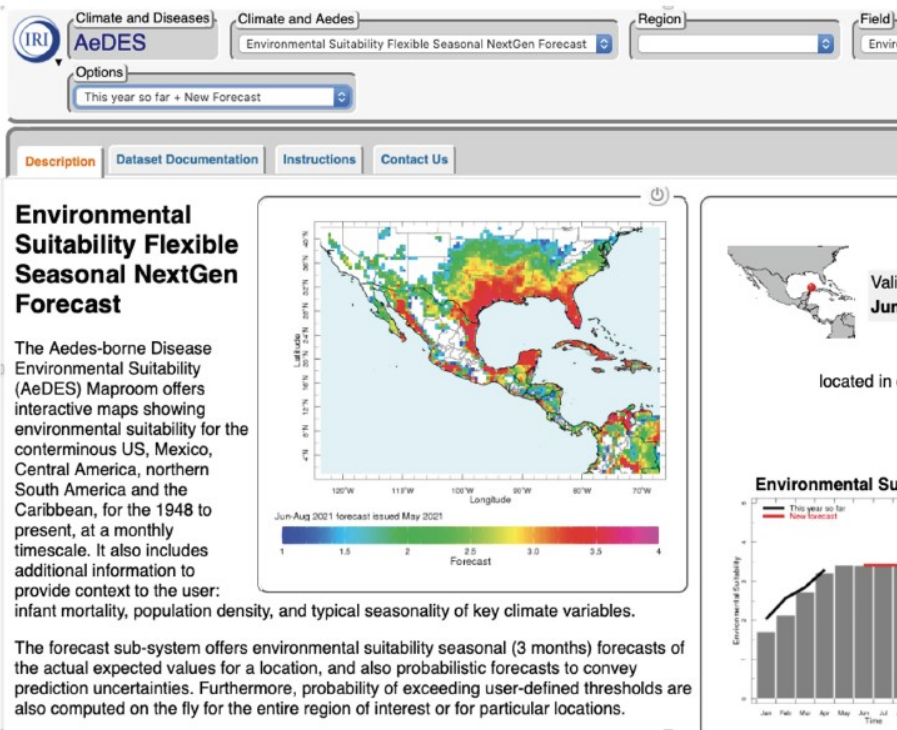 Climate and Diseases
Climate and Aedes
Region
Field
IRI
AeDES
Environmental Suitability Flexible Seasonal NextGen Forecast
Envir
Options
This year so far + New Forecast
Description
Dataset Documentation
Instructions
Contact Us
Environmental
Suitability Flexible
Seasonal NextGen
Forecast
The Aedes-borne Disease
Environmental Suitability
(AeDES) Maproom offers
interactive maps showing
environmental suitability for the
conterminous US, Mexico,
Central America, northern
South America and the
Caribbean, for the 1948 to
present, at a monthly
timescale. It also includes
additional information to
provide context to the user:
infant mortality, population density, and typical seasonality of key climate variables.
The forecast sub-system offers environmental suitability seasonal (3 months) forecasts of
the actual expected values for a location, and also probabilistic forecasts to convey
prediction uncertainties. Furthermore, probability of exceeding user-defined thresholds are
also computed on the fly for the entire region of interest or for particular locations.
Latitude
120°W 110°W 100°W 90°W 80°W 70°W
Longitude
Jun-Aug 2021 forecast issued May 2021
1 1.5 2 2.5 3.0 3.5 4
Forecast
Vali
Jun
located in
Environmental Su
This year so far
New forecast
Environmental Suitability
Jan Feb Mar Apr May Jun Jul
Time